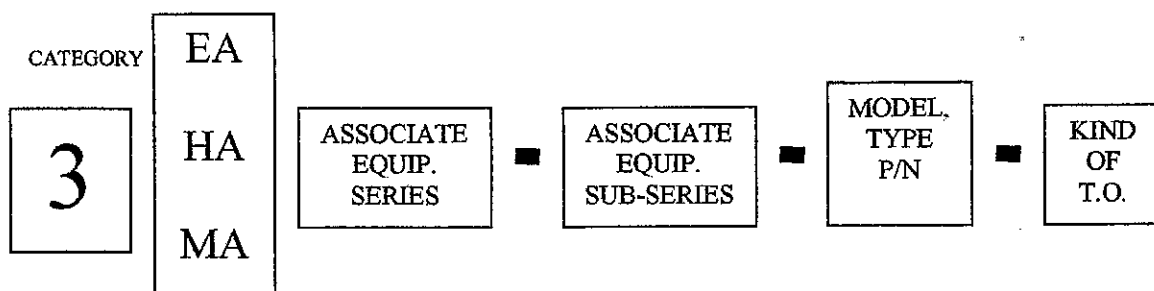 CATEGORY
3
EA
HA
MA
ASSOCIATE
EQUIP.
SERIES
-
ASSOCIATE
EQUIP.
SUB-SERIES
-
MODEL,
TYPE
P/N
-
KIND
OF
T.O.